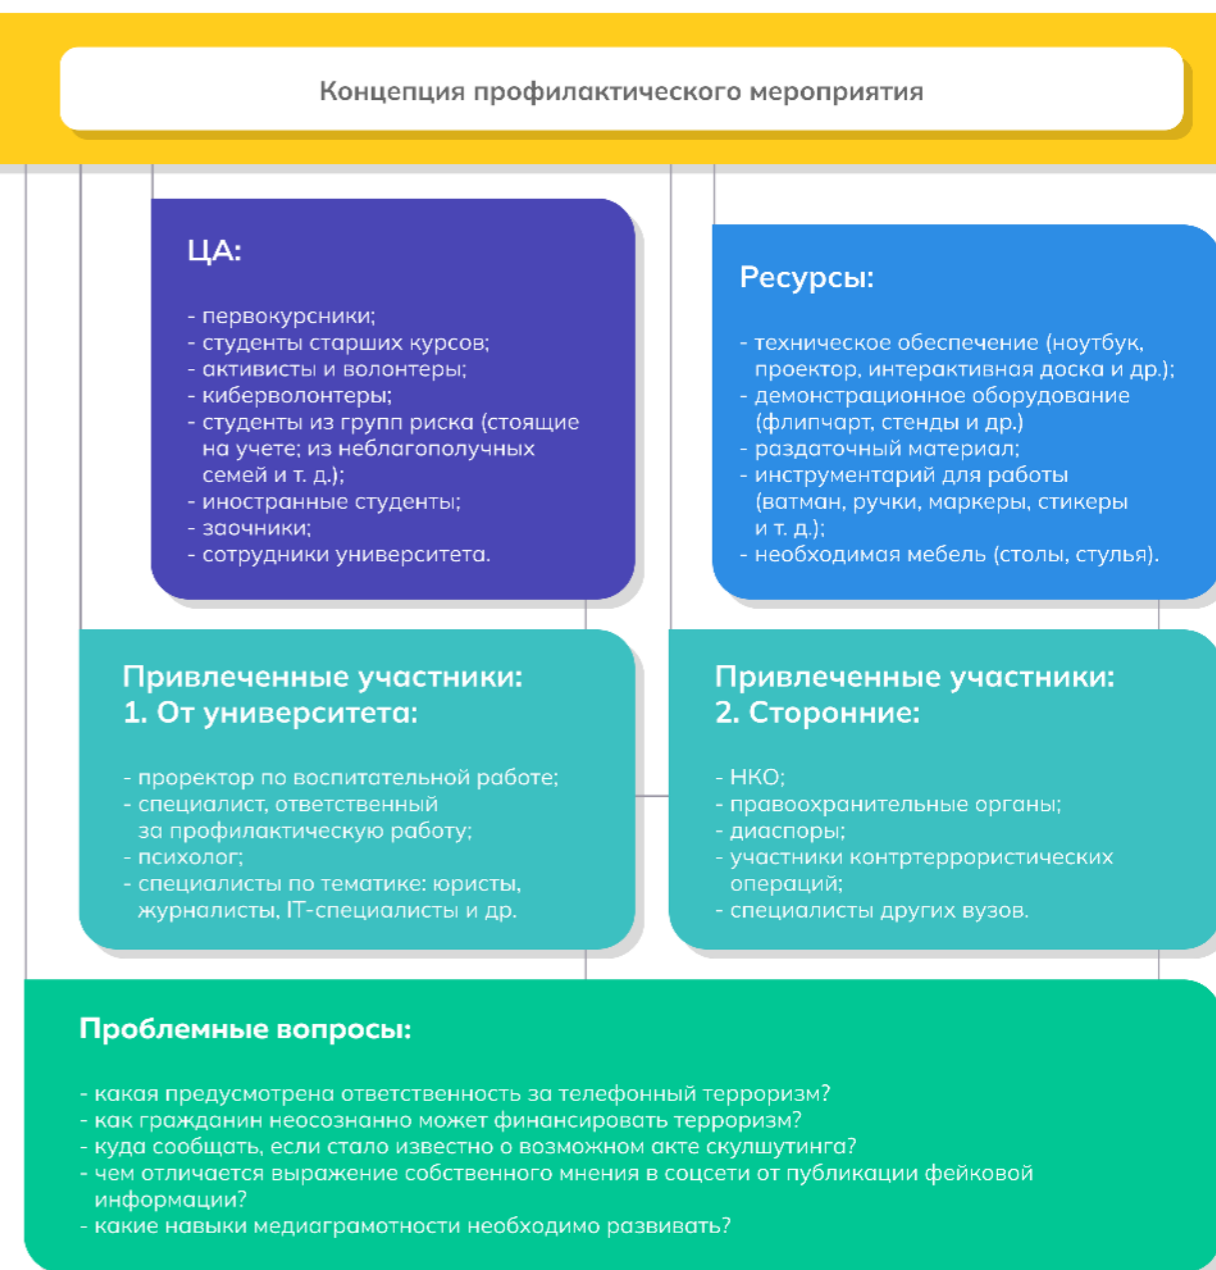 Концепция профилактического мероприятия
ЦА:
- первокурсники;
- студенты старших курсов;
- активисты и волонтеры;
- киберволонтеры;
- студенты из групп риска (стоящие
на учете; из неблагополучных
семей и т. д.);
- иностранные студенты;
- заочники;
- сотрудники университета.
Ресурсы:
- техническое обеспечение (ноутбук,
проектор, интерактивная доска и др.);
- демонстрационное оборудование
(флипчарт, стенды и др.)
- раздаточный материал;
- инструментарий для работы
(ватман, ручки, маркеры, стикеры
и т. д.);
- необходимая мебель (столы, стулья).
Привлеченные участники:
1. От университета:
- проректор по воспитательной работе;
- специалист, ответственный
за профилактическую работу;
- психолог;
- специалисты по тематике: юристы,
журналисты, IT-специалисты и др.
Привлеченные участники:
2. Сторонние:
- НКО;
- правоохранительные органы;
- диаспоры;
- участники контртеррористических
операций;
- специалисты других вузов.
Проблемные вопросы:
- какая предусмотрена ответственность за телефонный терроризм?
- как гражданин неосознанно может финансировать терроризм?
- куда сообщать, если стало известно о возможном акте скулшутинга?
- чем отличается выражение собственного мнения в соцсети от публикации фейковой
информации?
- какие навыки медиаграмотности необходимо развивать?